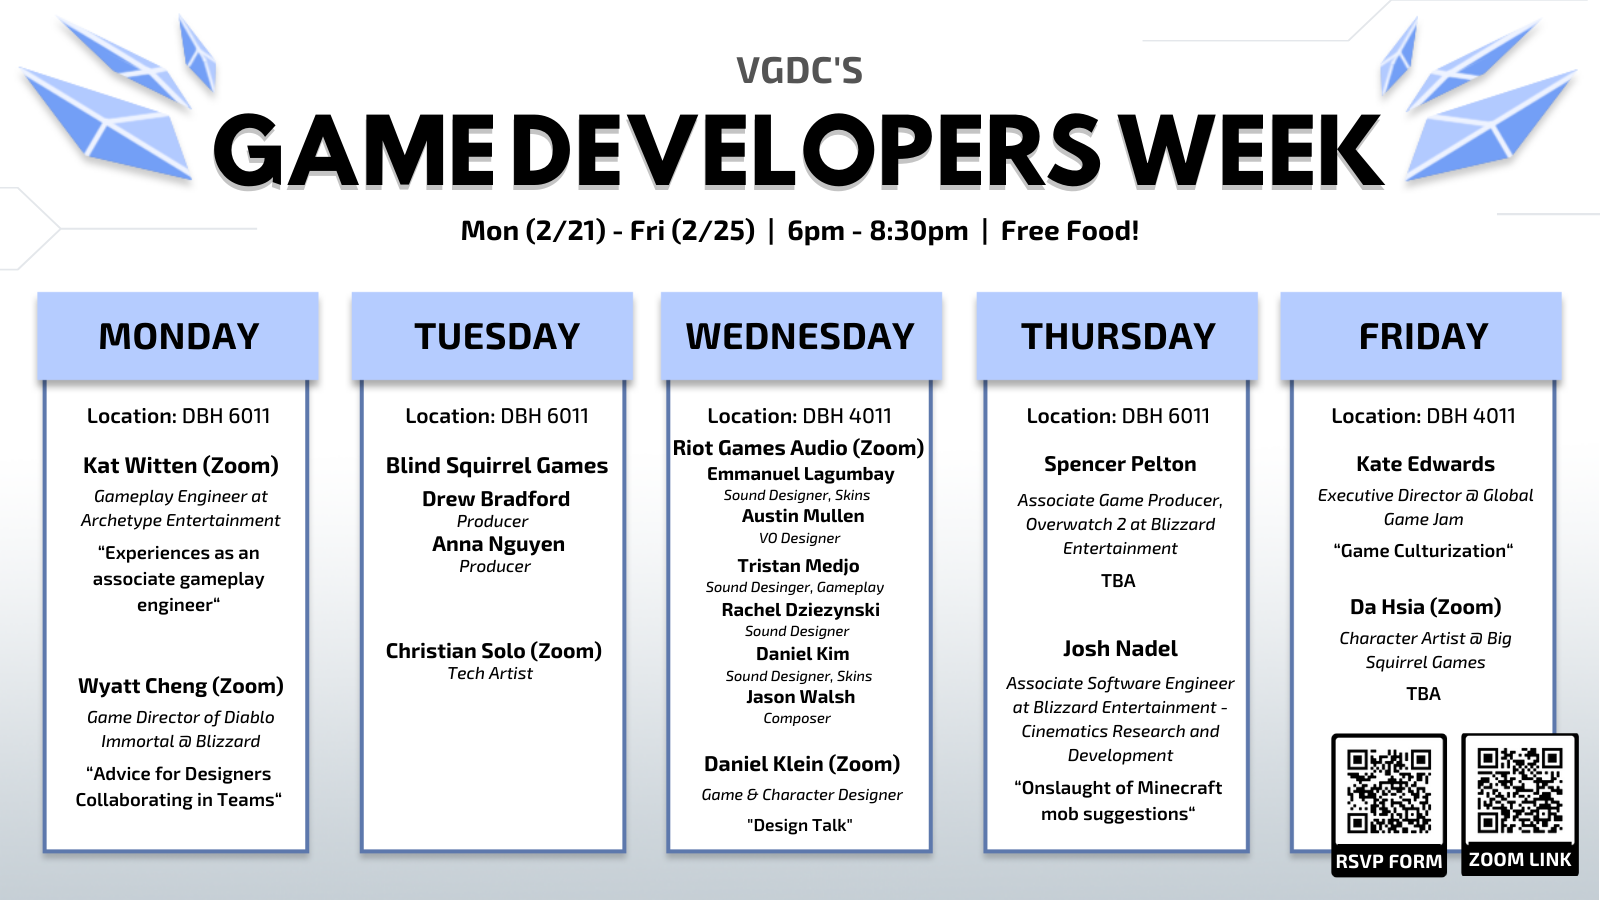 VGDC'S
GAME DEVELOPERS WEEK
Mon (2/21) - Fri (2/25) | 6pm - 8:30pm | Free Food!
MONDAY
Location: DBH 6011
Kat Witten (Zoom)
Gameplay Engineer at
Archetype Entertainment
“Experiences as an
associate gameplay
engineer“
Wyatt Cheng (Zoom)
Game Director of Diablo
Immortal @ Blizzard
“Advice for Designers
Collaborating in Teams“
TUESDAY
Location: DBH 6011
Blind Squirrel Games
Drew Bradford
Producer
Anna Nguyen
Producer
Christian Solo (Zoom)
Tech Artist
WEDNESDAY
Location: DBH 4011
Riot Games Audio (Zoom)
Emmanuel Lagumbay
Sound Designer, Skins
Austin Mullen
VO Designer
Tristan Medjo
Sound Desinger, Gameplay
Rachel Dziezynski
Sound Designer
Daniel Kim
Sound Designer, Skins
Jason Walsh
Composer
Daniel Klein (Zoom)
Game & Character Designer
"Design Talk"
THURSDAY
Location: DBH 6011
Spencer Pelton
Associate Game Producer,
Overwatch 2 at Blizzard
Entertainment
TBA
Josh Nadel
Associate Software Engineer
at Blizzard Entertainment -
Cinematics Research and
Development
“Onslaught of Minecraft
mob suggestions“
FRIDAY
Location: DBH 4011
Kate Edwards
Executive Director @ Global
Game Jam
“Game Culturization“
Da Hsia (Zoom)
Character Artist @ Big
Squirrel Games
TBA
RSVP FORM
ZOOM LINK